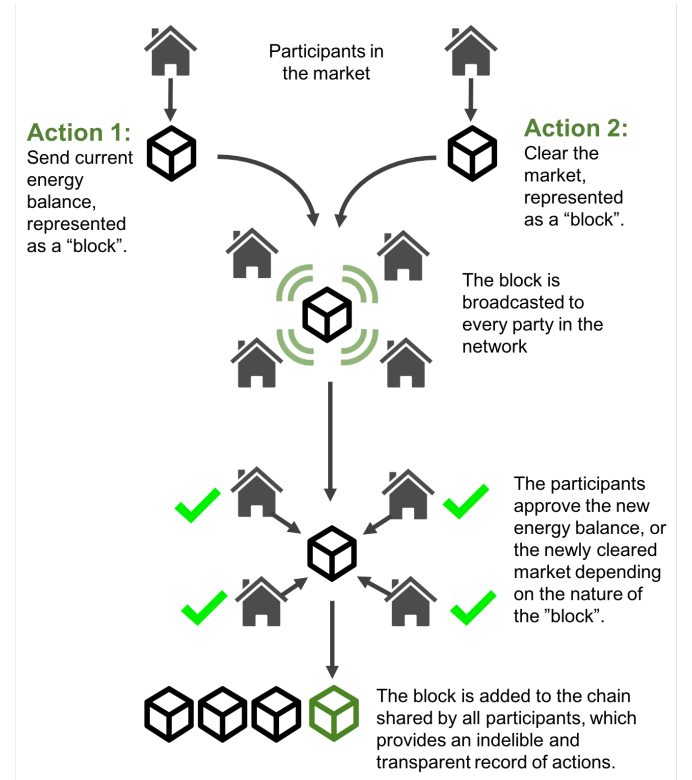 Participants in
the market
Action 1:
Send current
energy
balance,
represented
as a “block”.
Action 2:
Clear the
market,
represented
as a “block”.
The block is
broadcasted to
every party in the
network
The participants
approve the new
energy balance, or
the newly cleared
market depending
on the nature of
the ”block”.
The block is added to the chain
shared by all participants, which
provides an indelible and
transparent record of actions.